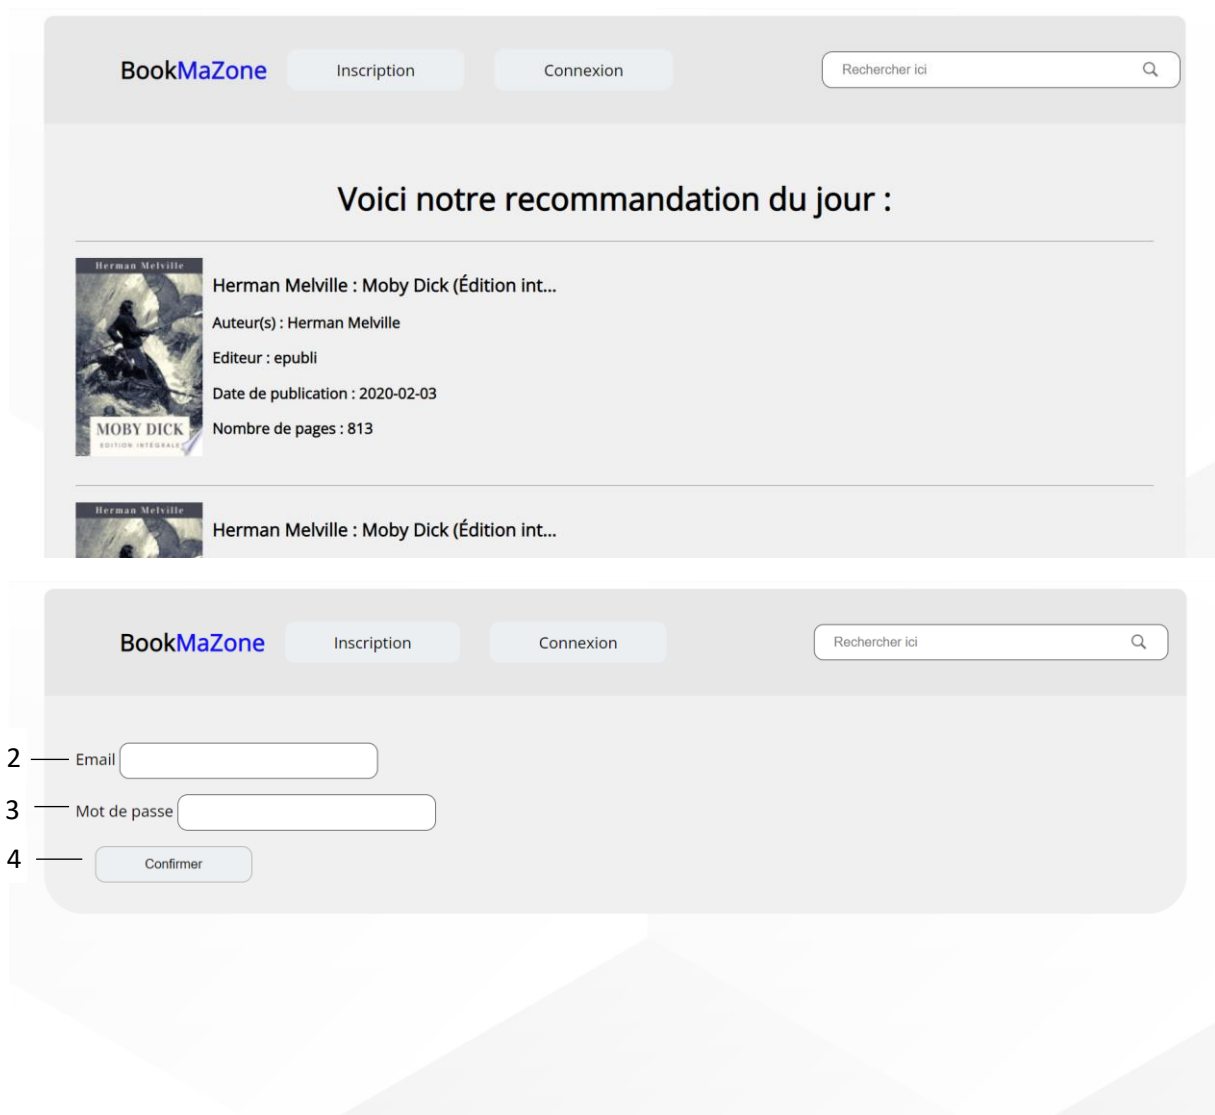 BookMaZone Inscription Connexion Rechercher ici
Voici notre recommandation du jour :
Herman Melville
MOBY DICK
EDITION INTÉGRALE
Herman Melville : Moby Dick (Édition int...
Auteur(s) : Herman Melville
Editeur : epubli
Date de publication : 2020-02-03
Nombre de pages : 813
Herman Melville
Herman Melville : Moby Dick (Édition int...
BookMaZone Inscription Connexion Rechercher ici
2 Email
3 Mot de passe
4 Confirmer